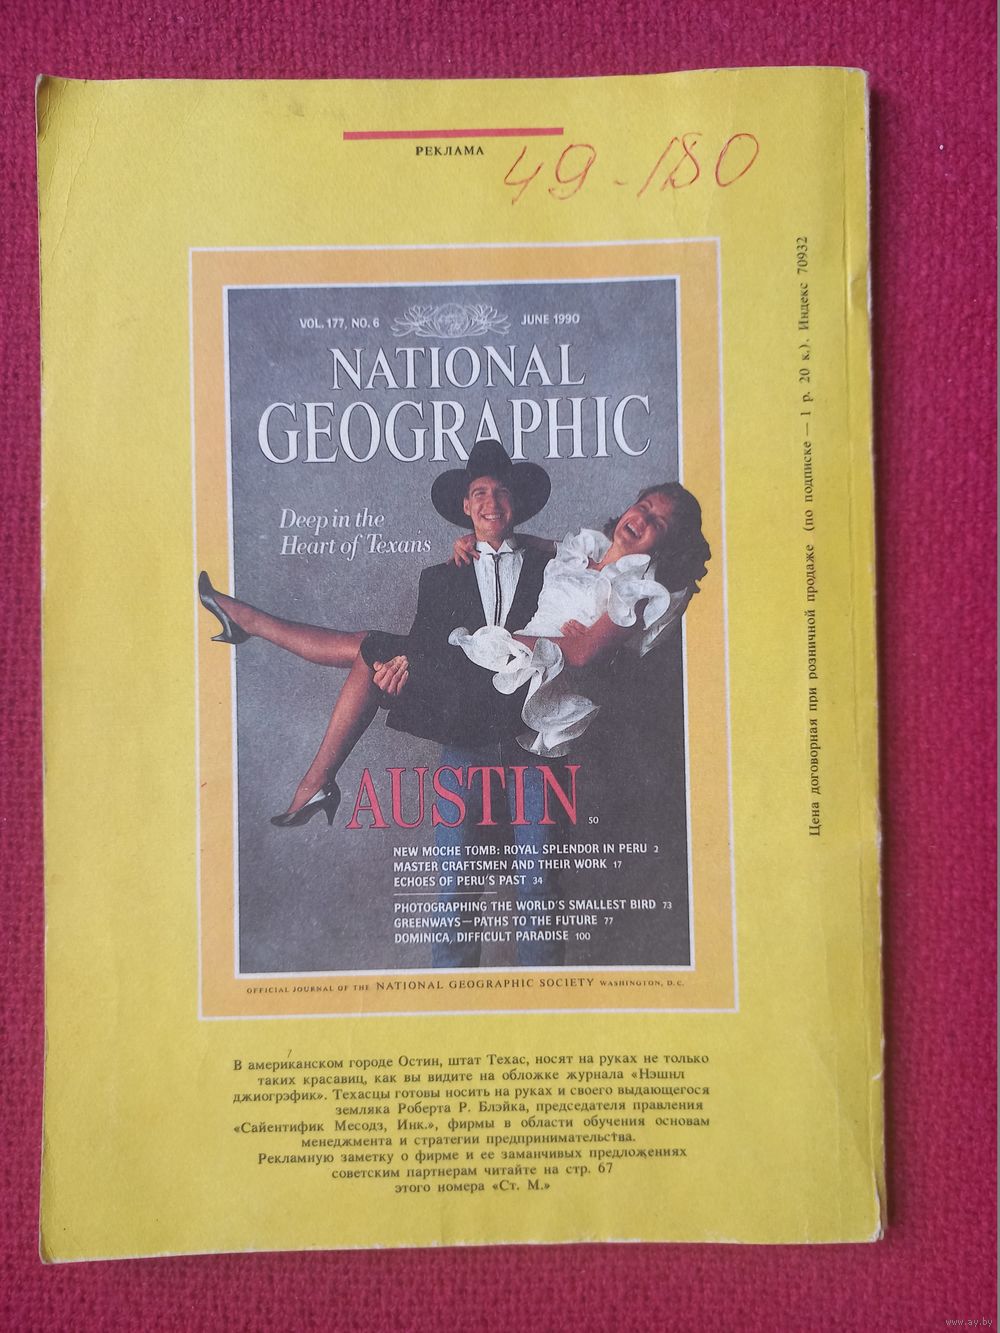 РЕКЛАМА
49-180
VOL. 177, NO. 6
JUNE 1990
NATIONAL
GEOGRAPHIC
Deep in the
Heart of Texans
AUSTIN 50
NEW MOCHE TOMB: ROYAL SPLENDOR IN PERU 2
MASTER CRAFTSMEN AND THEIR WORK 17
ECHOES OF PERU'S PAST 34
PHOTOGRAPHING THE WORLD'S SMALLEST BIRD 73
GREENWAYS—PATHS TO THE FUTURE 77
DOMINICA, DIFFICULT PARADISE 100
OFFICIAL JOURNAL OF THE NATIONAL GEOGRAPHIC SOCIETY WASHINGTON, D.C.
В американском городе Остин, штат Техас, носят на руках не только
таких красавиц, как вы видите на обложке журнала «Нэшнл
джиогрэфик». Техасцы готовы носить на руках и своего выдающегося
земляка Роберта Р. Блэйка, председателя правления
«Сайентифик Месодз, Инк.», фирмы в области обучения основам
менеджмента и стратегии предпринимательства.
Рекламную заметку о фирме и ее заманчивых предложениях
советским партнерам читайте на стр. 67
этого номера «Ст. М.»
Цена договорная при розничной продаже (по подписке — 1 р. 20 к.). Индекс 70932
www.ay.by